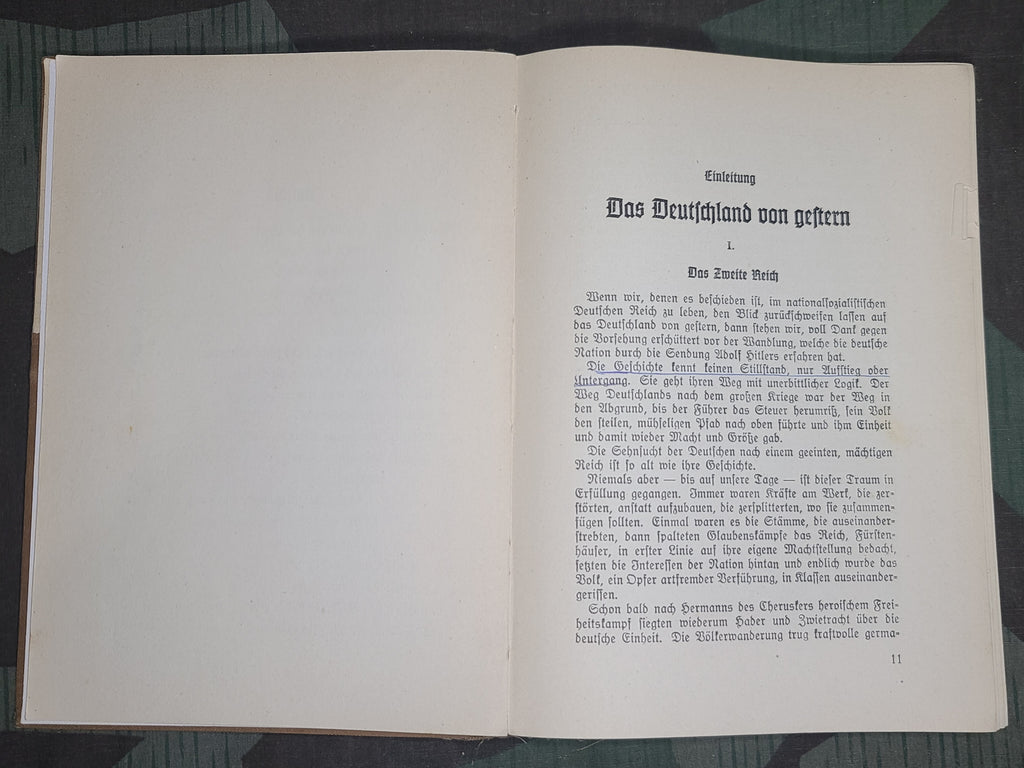 Einleitung
Das Deutschland von gestern
I.
Das Zweite Reich
Wenn wir, denen es beschieden ist, im nationalsozialistischen
Deutschen Reich zu leben, den Blick zurückschweifen lassen auf
das Deutschland von gestern, dann stehen wir, voll Dank gegen
die Vorsehung erschüttert vor der Wandlung, welche die deutsche
Nation durch die Sendung Adolf Hitlers erfahren hat.
Die Geschichte kennt keinen Stillstand, nur Aufstieg oder
Untergang. Sie geht ihren Weg mit unerbittlicher Logik. Der
Weg Deutschlands nach dem großen Kriege war der Weg in
den Abgrund, bis der Führer das Steuer herumriß, sein Volk
den steilen, mühseligen Pfad nach oben führte und ihm Einheit
und damit wieder Macht und Größe gab.
Die Sehnsucht der Deutschen nach einem geeinten, mächtigen
Reich ist so alt wie ihre Geschichte.
Niemals aber — bis auf unsere Tage — ist dieser Traum in
Erfüllung gegangen. Immer waren Kräfte am Werk, die zer-
störten, anstatt aufzubauen, die zersplitterten, wo sie zusammen-
fügen sollten. Einmal waren es die Stämme, die auseinander-
strebten, dann spalteten Glaubenskämpfe das Reich, Fürsten-
häuser, in erster Linie auf ihre eigene Machtstellung bedacht,
setzten die Interessen der Nation hintan und endlich wurde das
Volk, ein Opfer artfremder Verführung, in Klassen auseinander-
gerissen.
Schon bald nach Hermanns des Cheruskers heroischem Frei-
heitskampf siegten wiederum Hader und Zwietracht über die
deutsche Einheit. Die Völkerwanderung trug kraftvolle germa-
11